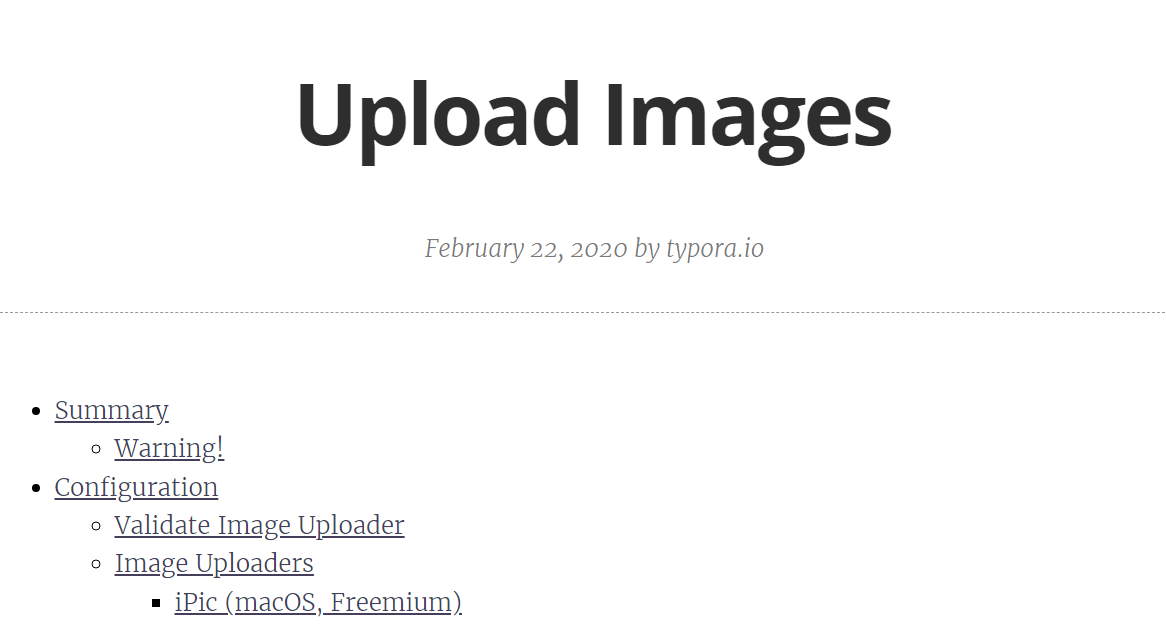 Upload Images
February 22, 2020 by typora.io
Summary
Warning!
Configuration
Validate Image Uploader
Image Uploaders
iPic (macOS, Freemium)